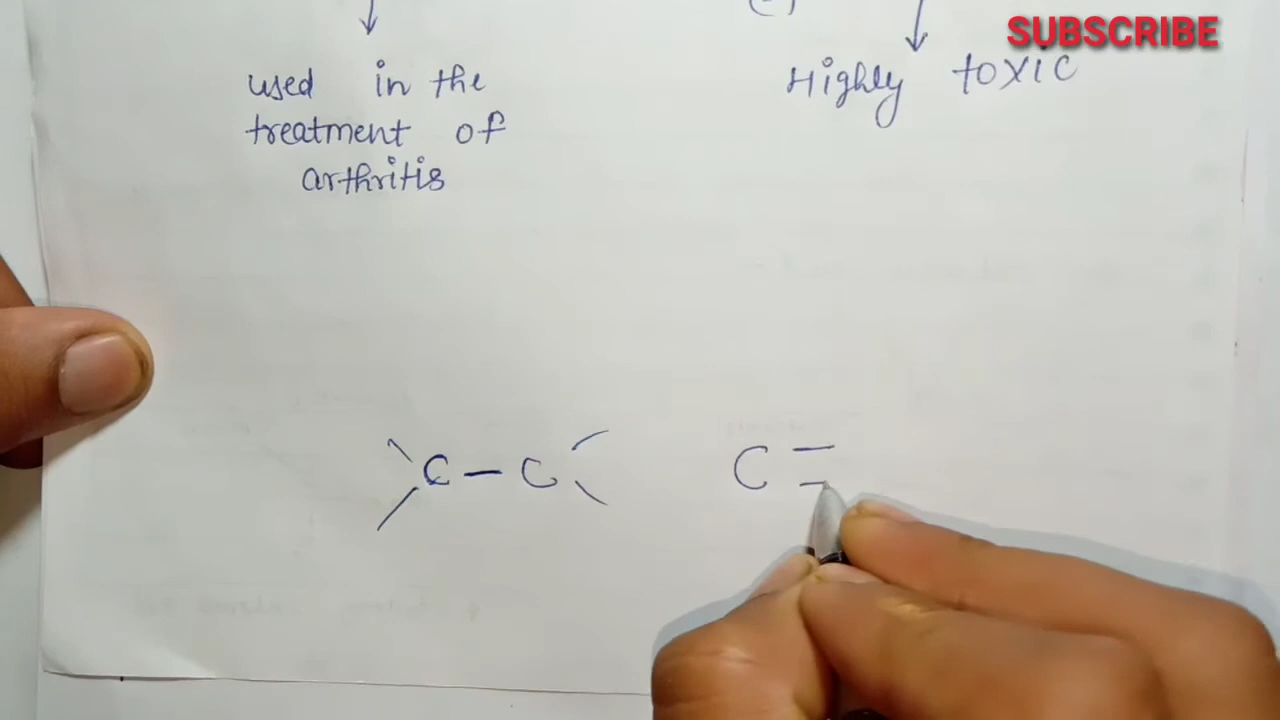 SUBSCRIBE
used in the
treatment of
arthritis
Highly toxic
C - C
C =